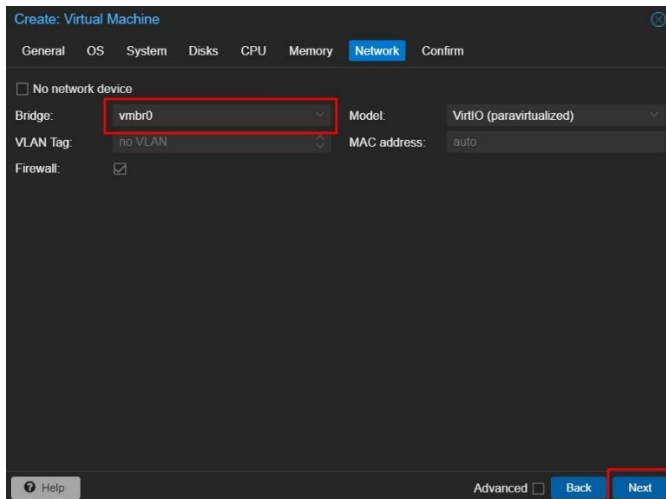 Create: Virtual Machine
General OS System Disks CPU Memory Network Confirm
No network device
Bridge: vmbr0 Model: VirtIO (paravirtualized)
VLAN Tag: no VLAN MAC address: auto
Firewall:
? Help Advanced Back Next